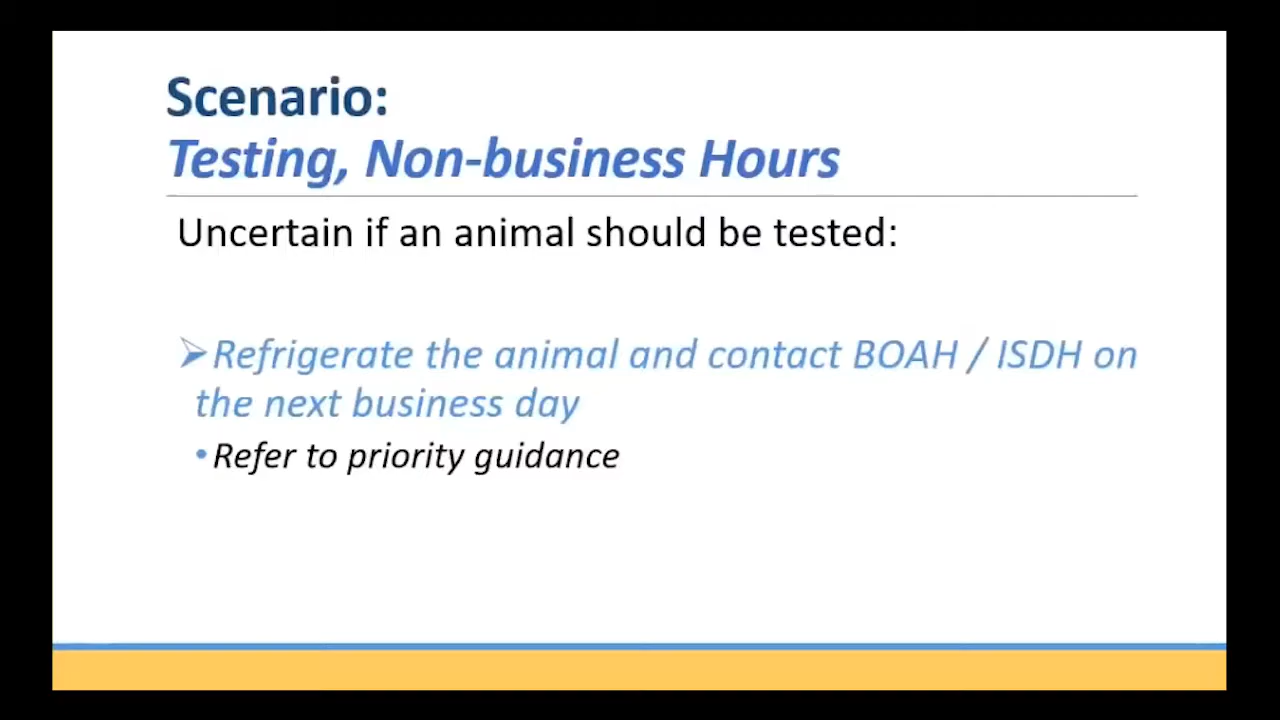 Scenario:
Testing, Non-business Hours
Uncertain if an animal should be tested:
➢Refrigerate the animal and contact BOAH / ISDH on
the next business day
• Refer to priority guidance